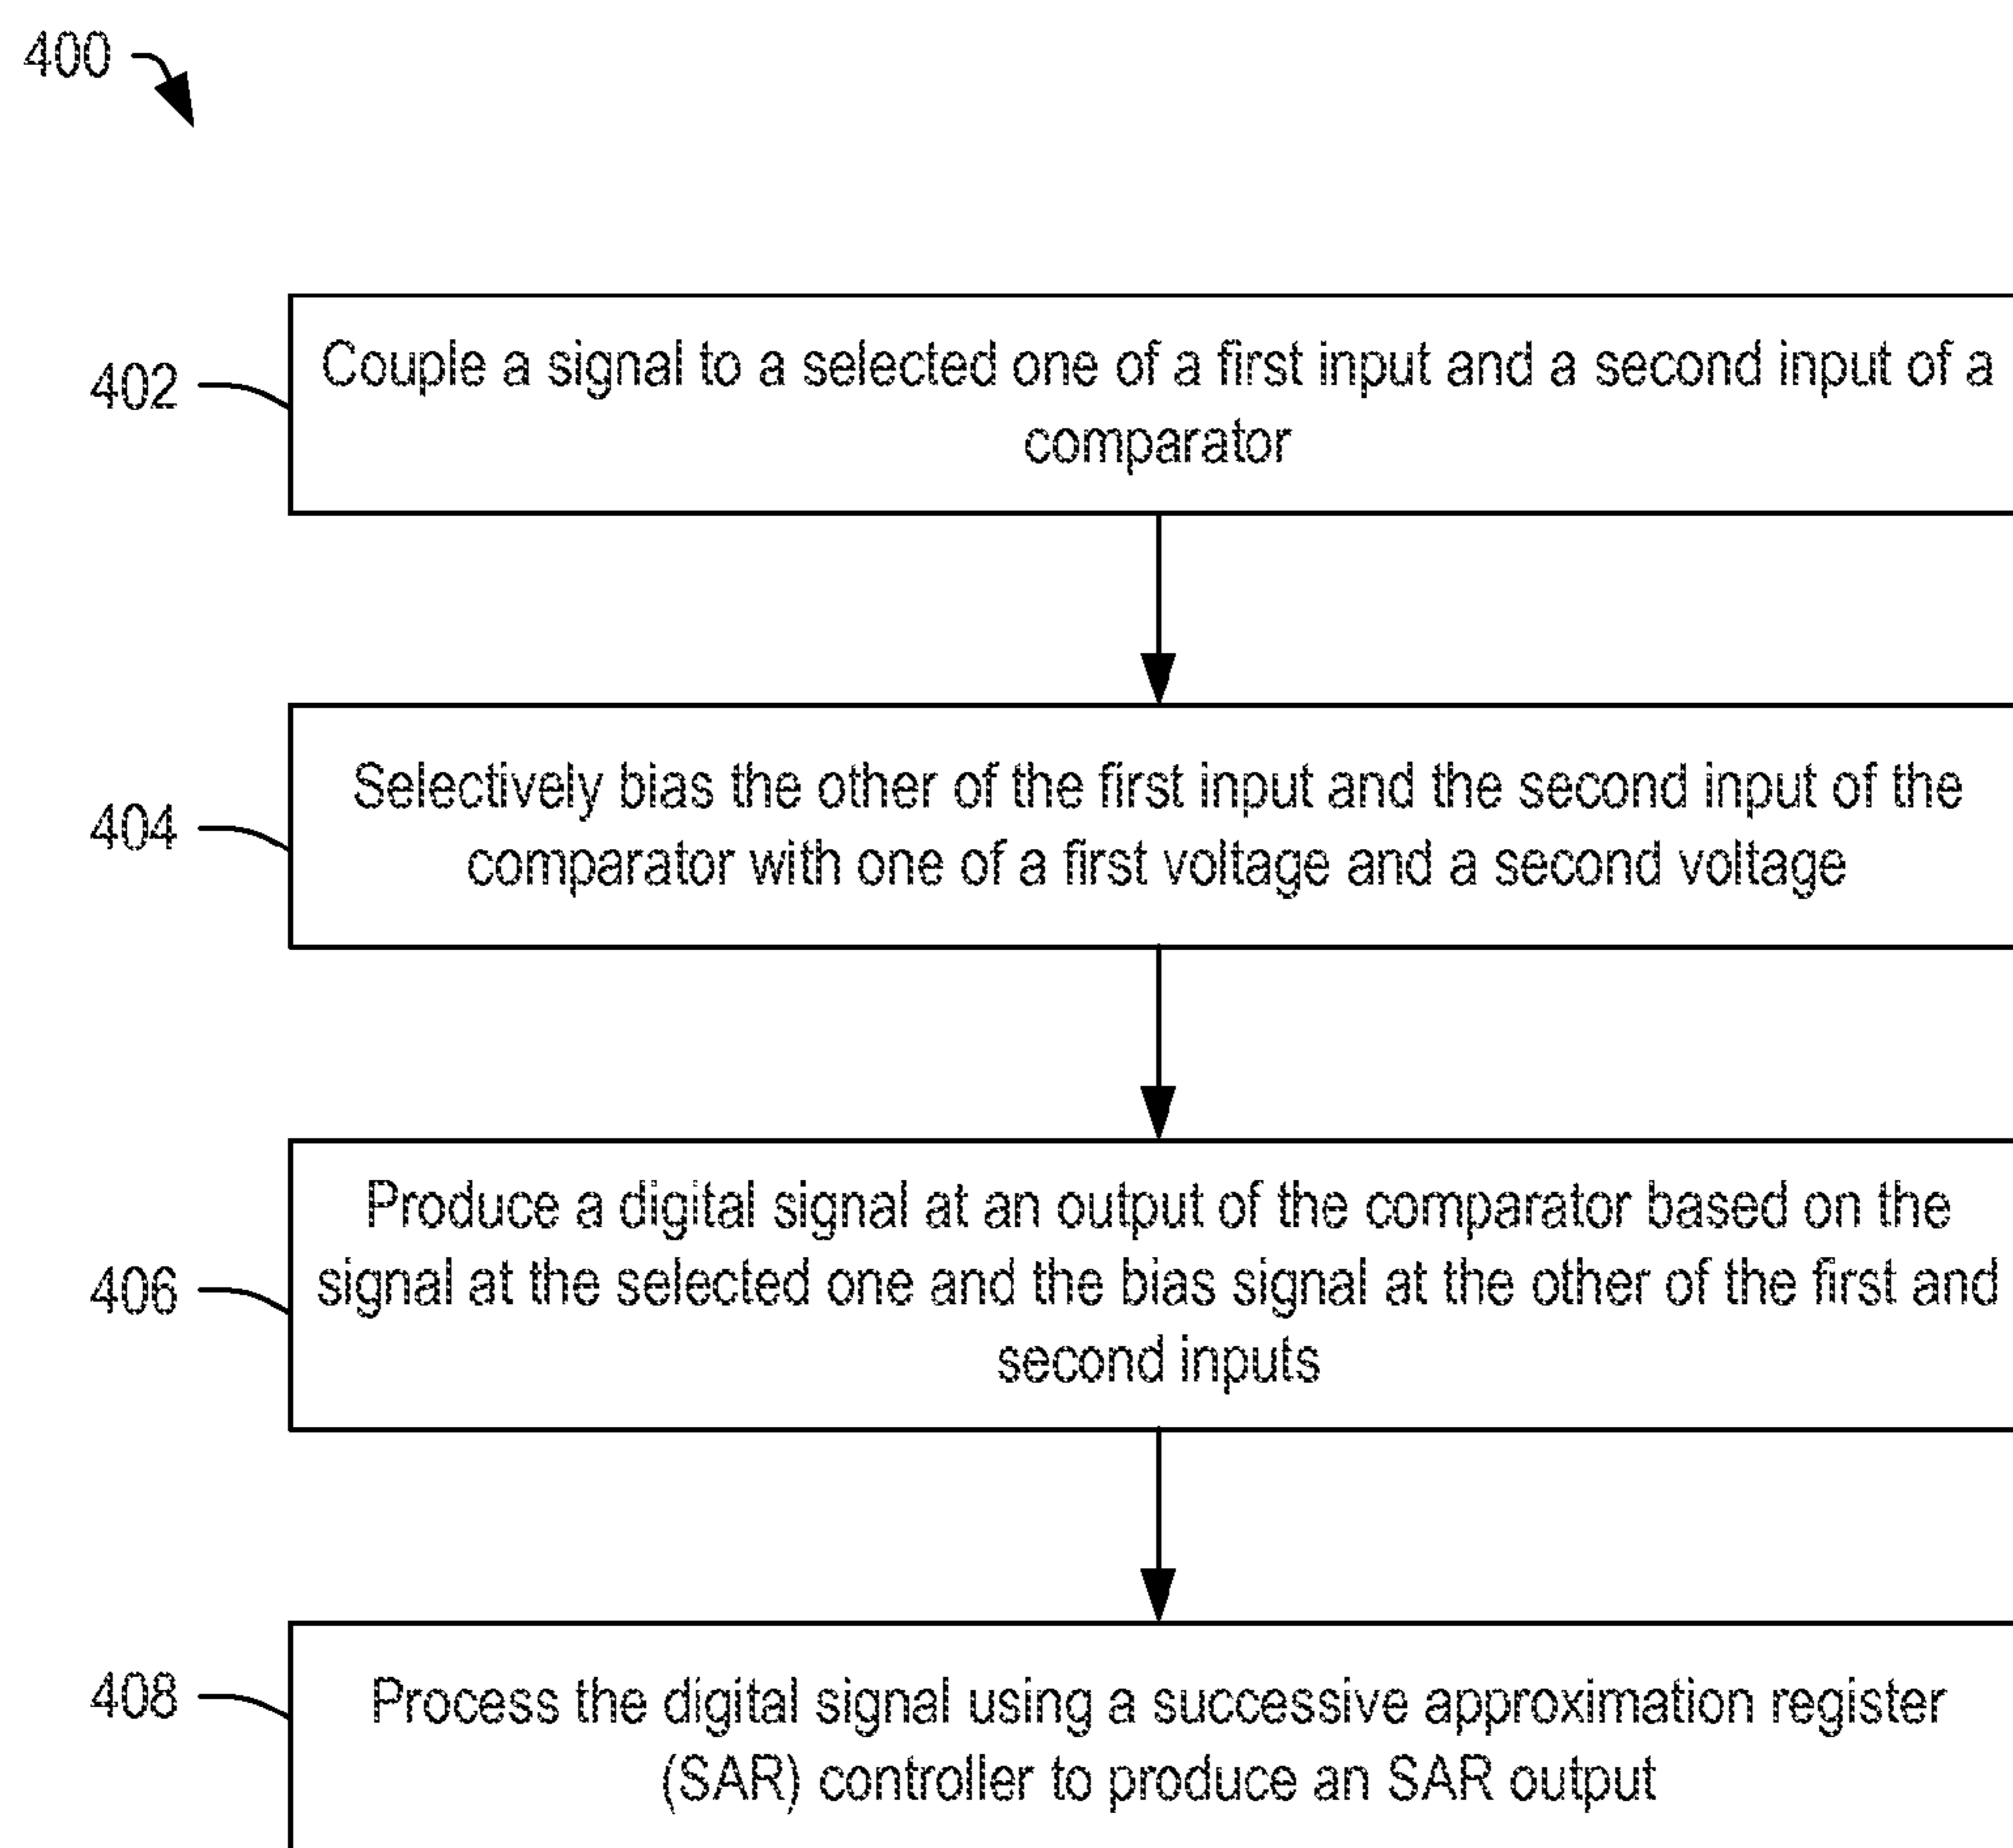 400
402
Couple a signal to a selected one of a first input and a second input of a
comparator
404
Selectively bias the other of the first input and the second input of the
comparator with one of a first voltage and a second voltage
406
Produce a digital signal at an output of the comparator based on the
signal at the selected one and the bias signal at the other of the first and
second inputs
408
Process the digital signal using a successive approximation register
(SAR) controller to produce an SAR output